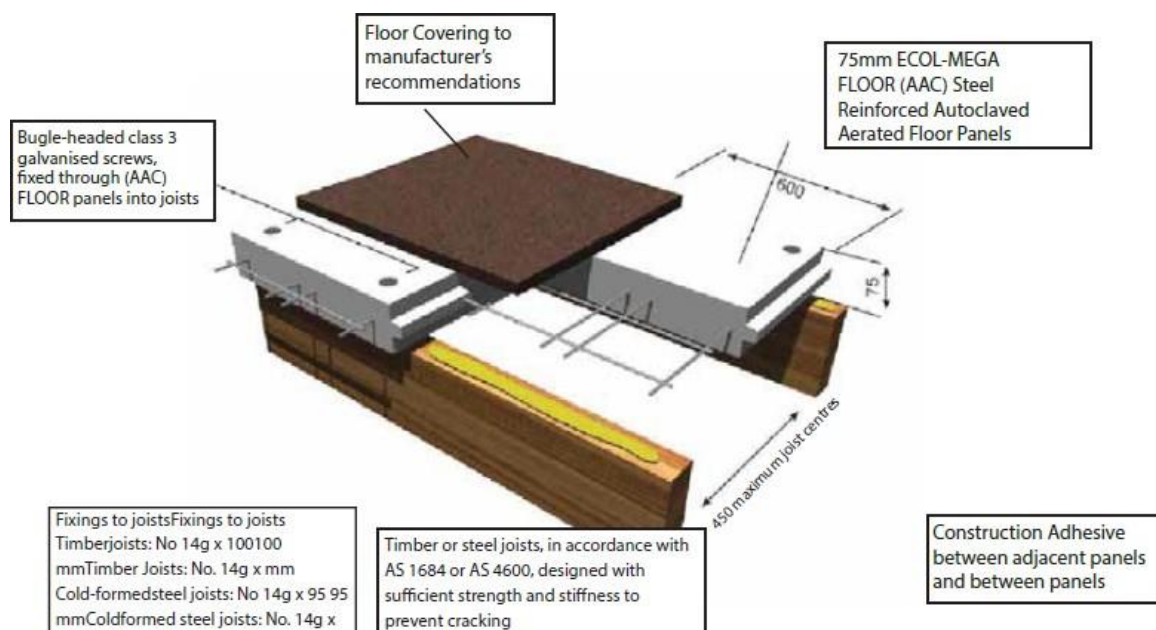 Floor Covering to
manufacturer's
recommendations
75mm ECOL-MEGA
FLOOR (AAC) Steel
Reinforced Autoclaved
Aerated Floor Panels
Bugle-headed class 3
galvanised screws,
fixed through (AAC)
FLOOR panels into joists
600
75
450 maximum joist centres
Fixings to joistsFixings to joists
Timberjoists: No 14g x 100100
mmTimber Joists: No. 14g x mm
Cold-formedsteel joists: No 14g x 95 95
mmColdformed steel joists: No. 14g x
Timber or steel joists, in accordance with
AS 1684 or AS 4600, designed with
sufficient strength and stiffness to
prevent cracking
Construction Adhesive
between adjacent panels
and between panels